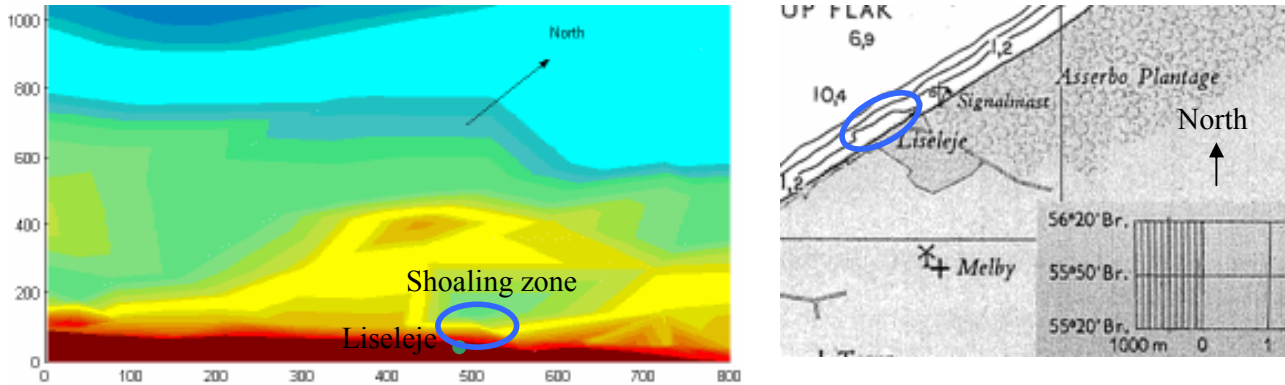 1000
800
600
400
200
0
0
100
200
300
400
500
600
700
800
North
Shoaling zone
Liseleje
UP FLAK
6,9
1,2
10,4
Asserbo Plantage
Signalmast
Liseleje
North
1,2
56°20' Br.
55°50' Br.
55°20' Br.
1000 m 0 1
Melby